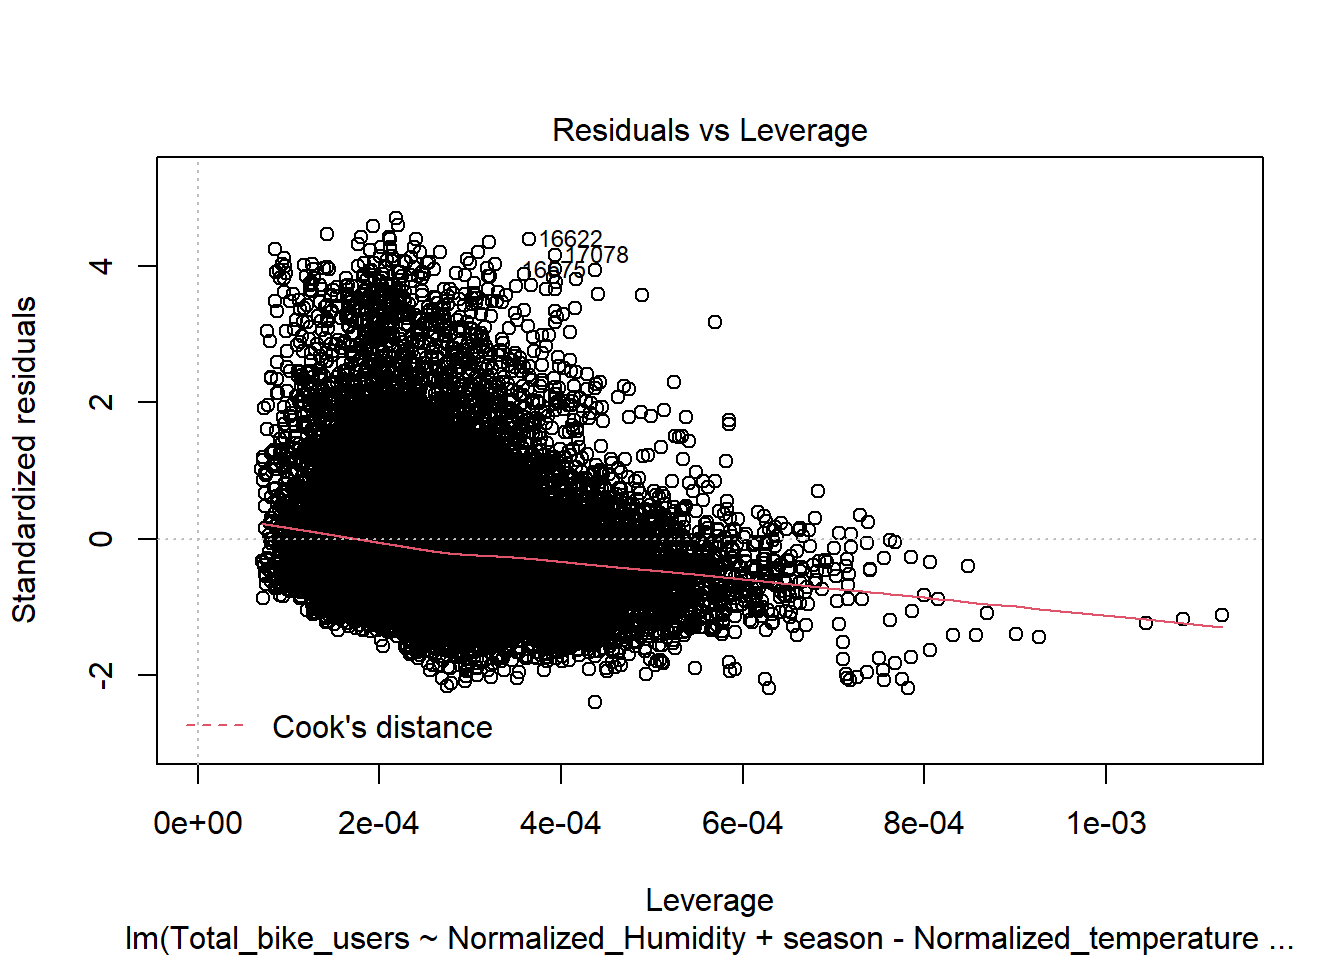 Residuals vs Leverage
Standardized residuals
4
2
0
-2
16622
17078
16675
Cook's distance
0e+00 2e-04 4e-04 6e-04 8e-04 1e-03
Leverage
lm(Total_bike_users ~ Normalized_Humidity + season - Normalized_temperature ...